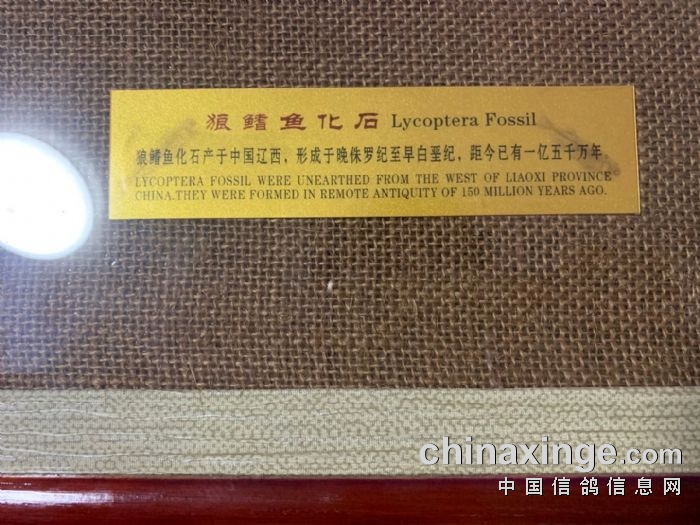 狼鳍鱼化石 Lycoptera Fossil
狼鳍鱼化石产于中国辽西，形成于晚侏罗纪至早白垩纪，距今已有一亿五千万年
LYCOPTERA FOSSIL WERE UNEARTHED FROM THE WEST OF LIAOXI PROVINCE
CHINA.THEY WERE FORMED IN REMOTE ANTIQUITY OF 150 MILLION YEARS AGO.
chinaxinge.com
中国信鸽信息网